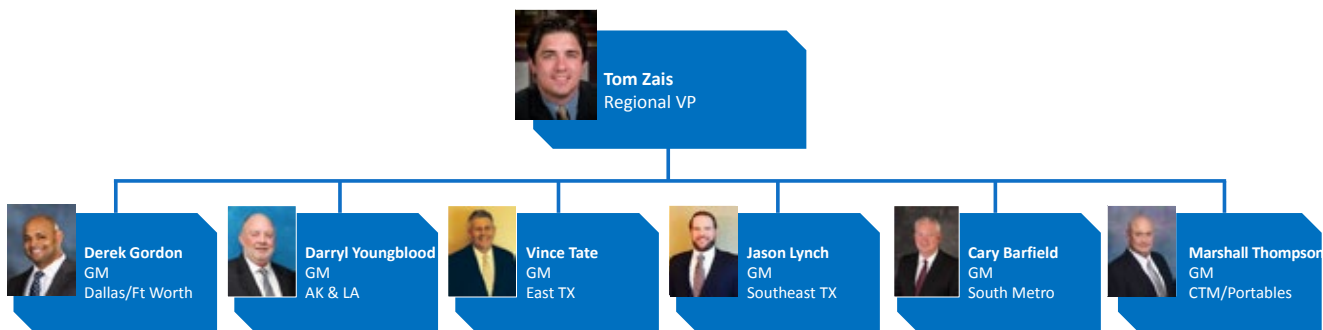 Tom Zais
Regional VP
Derek Gordon
GM
Dallas/Ft Worth
Darryl Youngblood
GM
AK & LA
Vince Tate
GM
East TX
Jason Lynch
GM
Southeast TX
Cary Barfield
GM
South Metro
Marshall Thompson
GM
CTM/Portables